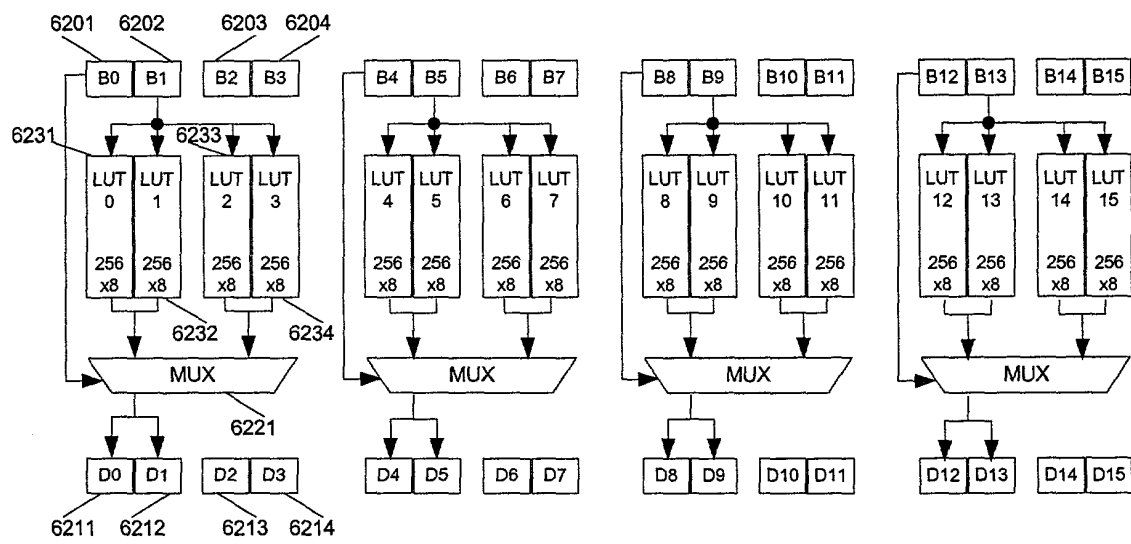 6201 6202 6203 6204
B0 B1 B2 B3 B4 B5 B6 B7 B8 B9 B10 B11 B12 B13 B14 B15
6231 6233
LUT LUT LUT LUT LUT LUT LUT LUT LUT LUT LUT LUT LUT LUT LUT LUT
0 1 2 3 4 5 6 7 8 9 10 11 12 13 14 15
256 256 256 256 256 256 256 256 256 256 256 256 256 256 256 256
x8 x8 x8 x8 x8 x8 x8 x8 x8 x8 x8 x8 x8 x8 x8 x8
6232 6234
MUX MUX MUX MUX
6221
D0 D1 D2 D3 D4 D5 D6 D7 D8 D9 D10 D11 D12 D13 D14 D15
6211 6212 6213 6214